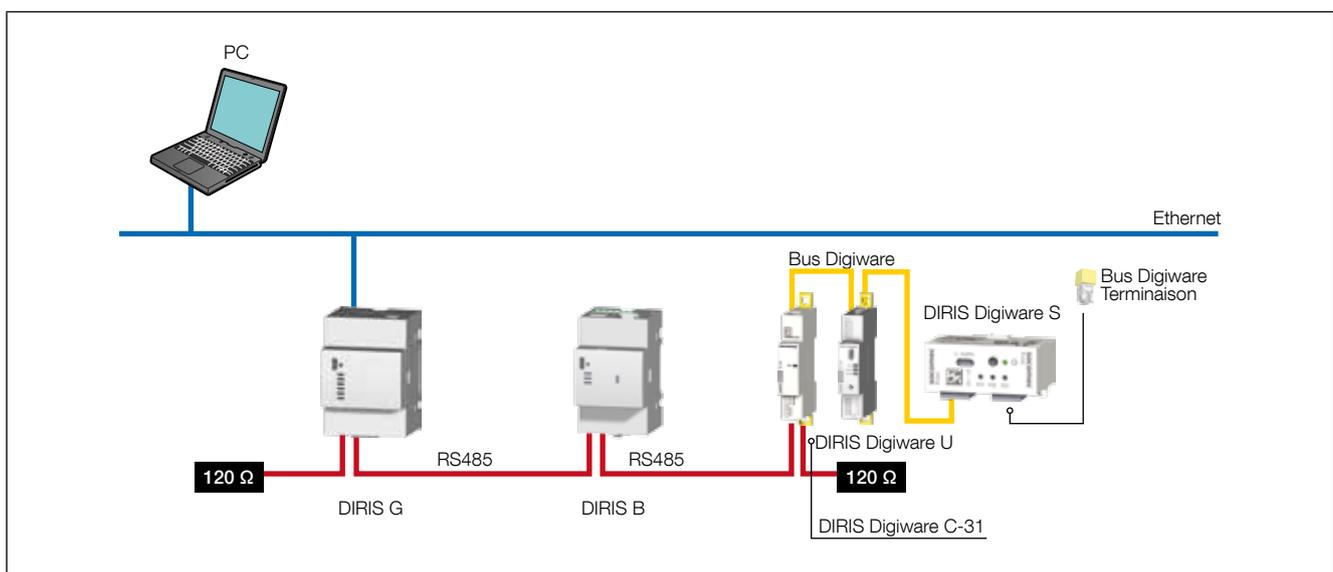 PC
Ethernet
Bus Digiware
Bus Digiware
Terminaison
DIRIS Digiware S
DIRIS Digiware U
RS485
RS485
120 Ω
120 Ω
DIRIS G
DIRIS B
DIRIS Digiware C-31